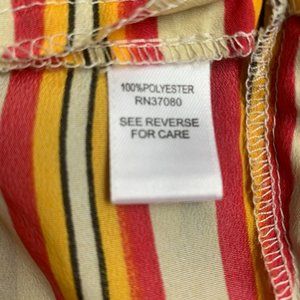 100%POLYESTER
RN37080
SEE REVERSE
FOR CARE